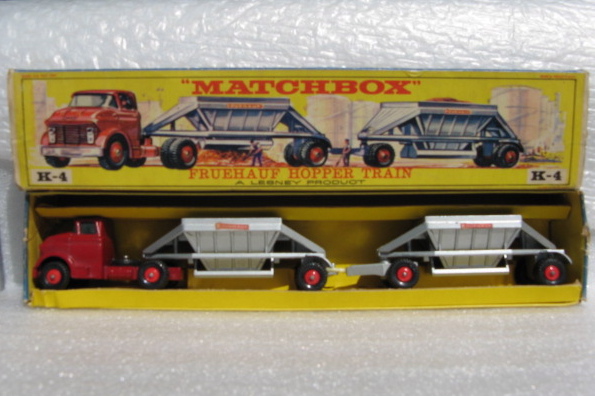 "MATCHBOX"
FRUEHAUF HOPPER TRAIN
K-4
A LESNEY PRODUCT
K-4